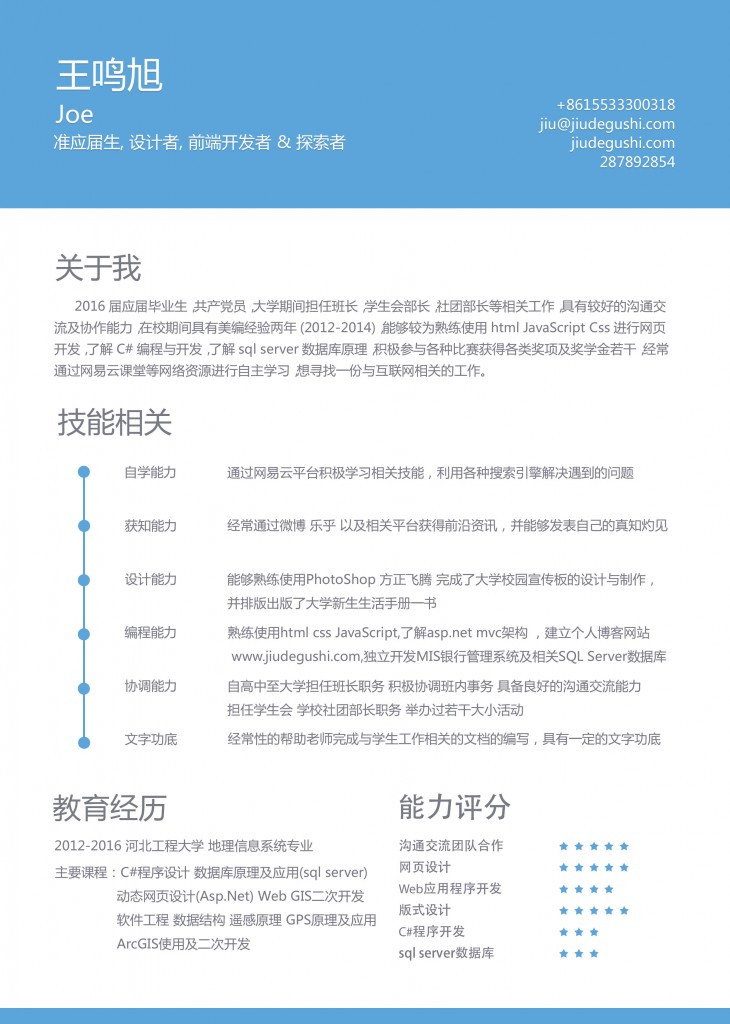 王鸣旭
Joe
准应届生, 设计者, 前端开发者 & 探索者
+8615533300318
jiu@jiudegushi.com
jiudegushi.com
287892854
关于我
2016 届应届毕业生 ,共产党员 ,大学期间担任班长 ,学生会部长 ,社团部长等相关工作 ,具有较好的沟通交
流及协作能力 ,在校期间具有美编经验两年 (2012-2014) ,能够较为熟练使用 html JavaScript Css 进行网页
开发 ,了解 C# 编程与开发 ,了解 sql server 数据库原理 ,积极参与各种比赛获得各类奖项及奖学金若干 ,经常
通过网易云课堂等网络资源进行自主学习 ,想寻找一份与互联网相关的工作。
技能相关
自学能力 通过网易云平台积极学习相关技能，利用各种搜索引擎解决遇到的问题
获知能力 经常通过微博 乐乎 以及相关平台获得前沿资讯，并能够发表自己的真知灼见
设计能力 能够熟练使用PhotoShop 方正飞腾 完成了大学校园宣传板的设计与制作，
并排版出版了大学新生生活手册一书
编程能力 熟练使用html css JavaScript,了解asp.net mvc架构 ，建立个人博客网站
www.jiudegushi.com,独立开发MIS银行管理系统及相关SQL Server数据库
协调能力 自高中至大学担任班长职务 积极协调班内事务 具备良好的沟通交流能力
担任学生会 学校社团部长职务 举办过若干大小活动
文字功底 经常性的帮助老师完成与学生工作相关的文档的编写，具有一定的文字功底
教育经历
2012-2016 河北工程大学 地理信息系统专业
主要课程：C#程序设计 数据库原理及应用(sql server)
动态网页设计(Asp.Net) Web GIS二次开发
软件工程 数据结构 遥感原理 GPS原理及应用
ArcGIS使用及二次开发
能力评分
沟通交流团队合作 ★★★★★
网页设计 ★★★★★
Web应用程序开发 ★★★★
版式设计 ★★★★★
C#程序开发 ★★★
sql server数据库 ★★★